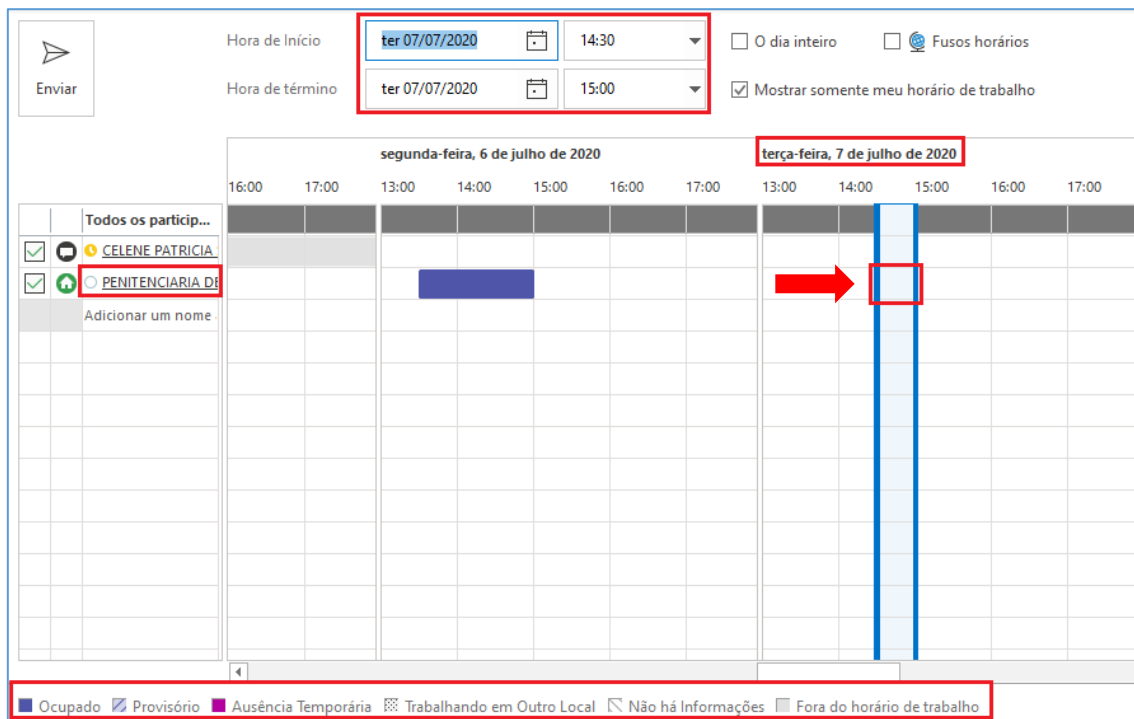 Hora de Início ter 07/07/2020 14:30 O dia inteiro Fusos horários
Enviar Hora de término ter 07/07/2020 15:00 Mostrar somente meu horário de trabalho
segunda-feira, 6 de julho de 2020 terça-feira, 7 de julho de 2020
16:00 17:00 13:00 14:00 15:00 16:00 17:00 13:00 14:00 15:00 16:00 17:00
Todos os particip...
CELENE PATRICIA
PENITENCIARIA DE
Adicionar um nome
Ocupado Provisório Ausência Temporária Trabalhando em Outro Local Não há Informações Fora do horário de trabalho